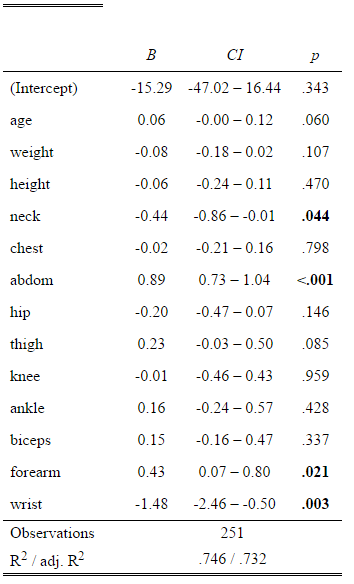 B CI p
(Intercept) -15.29 -47.02 – 16.44 .343
age 0.06 -0.00 – 0.12 .060
weight -0.08 -0.18 – 0.02 .107
height -0.06 -0.24 – 0.11 .470
neck -0.44 -0.86 – -0.01 .044
chest -0.02 -0.21 – 0.16 .798
abdom 0.89 0.73 – 1.04 <.001
hip -0.20 -0.47 – 0.07 .146
thigh 0.23 -0.03 – 0.50 .085
knee -0.01 -0.46 – 0.43 .959
ankle 0.16 -0.24 – 0.57 .428
biceps 0.15 -0.16 – 0.47 .337
forearm 0.43 0.07 – 0.80 .021
wrist -1.48 -2.46 – -0.50 .003
Observations 251
R² / adj. R² .746 / .732